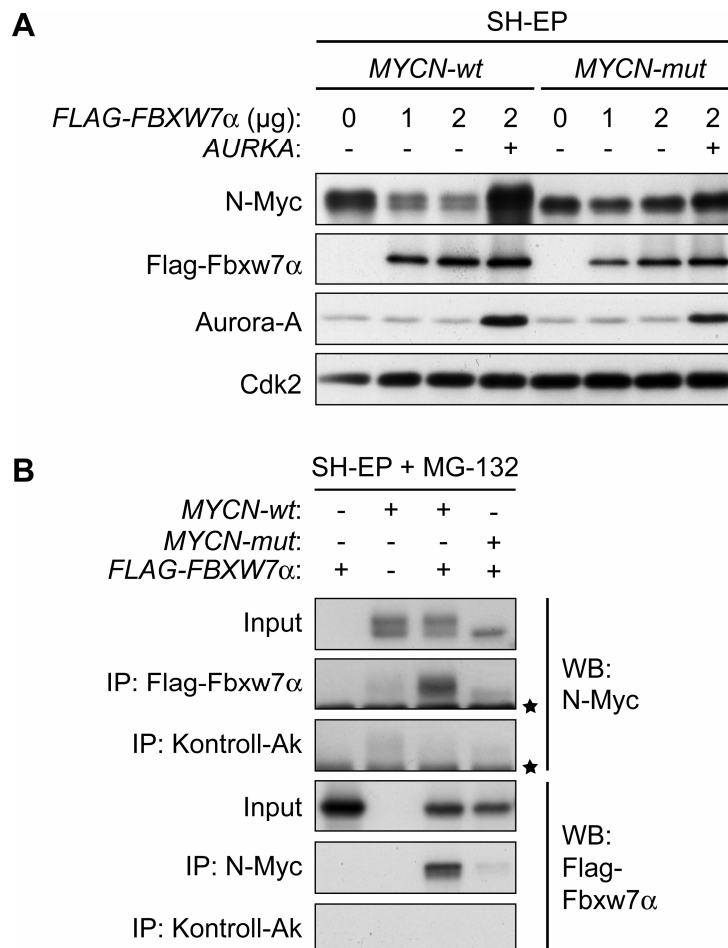 A
SH-EP
MYCN-wt MYCN-mut
FLAG-FBXW7α (µg): 0 1 2 2 0 1 2 2
AURKA: - - - + - - - +
N-Myc
Flag-Fbxw7α
Aurora-A
Cdk2
B
SH-EP + MG-132
MYCN-wt: - + + -
MYCN-mut: - - - +
FLAG-FBXW7α: + - + +
Input
IP: Flag-Fbxw7α
IP: Kontroll-Ak
WB:
N-Myc
Input
IP: N-Myc
IP: Kontroll-Ak
WB:
Flag-
Fbxw7α